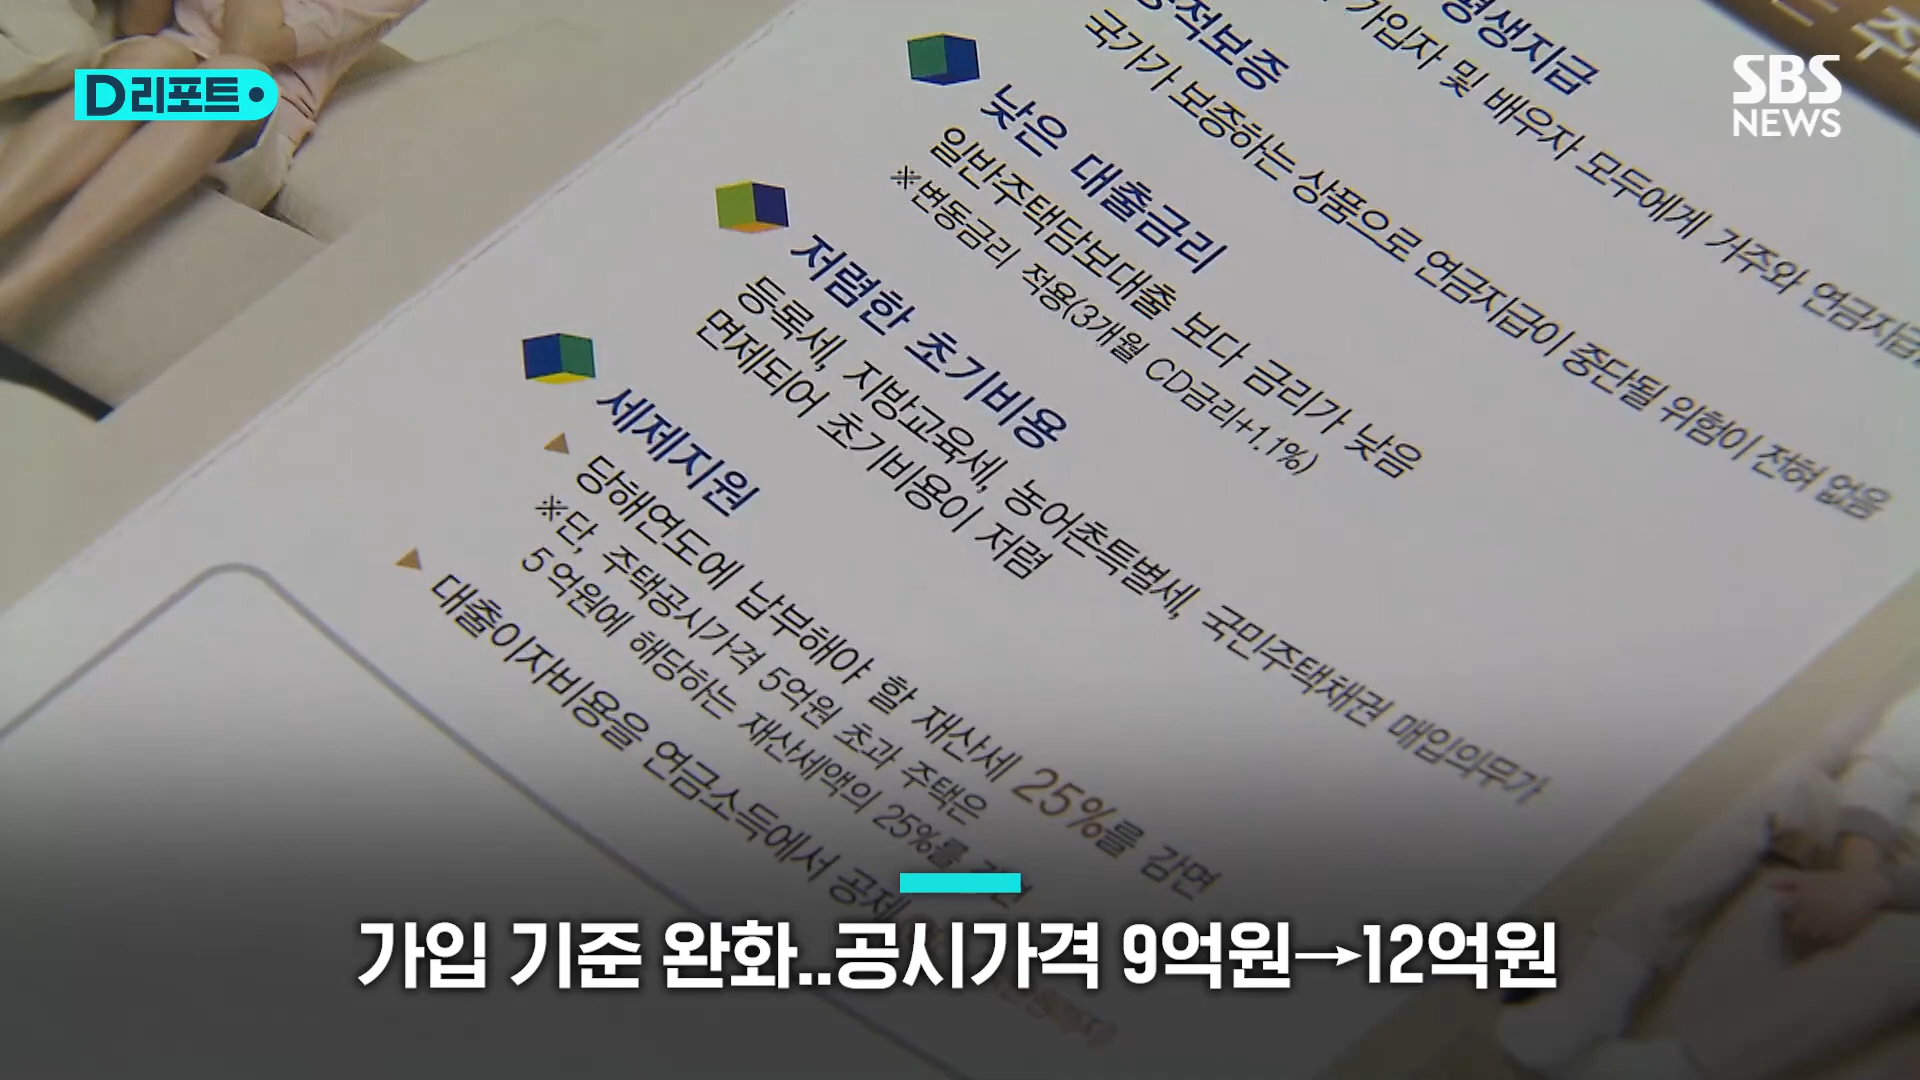 D리포트
SBS
NEWS
평생지급
가입자 및 배우자 모두에게 거주와 연금지급
적보증
국가가 보증하는 상품으로 연금지급이 중단될 위험이 전혀 없음
낮은 대출금리
일반주택담보대출 보다 금리가 낮음
※변동금리 적용(3개월 CD금리+1.1%)
저렴한 초기비용
등록세, 지방교육세, 농어촌특별세, 국민주택채권 매입의무가
면제되어 초기비용이 저렴
세제지원
당해연도에 납부해야 할 재산세 25%를 감면
※단, 주택공시가격 5억원 초과 주택은
5억원에 해당하는 재산세액의 25%를
대출이자비용을 연금소득에서 공제
가입 기준 완화..공시가격 9억원→12억원